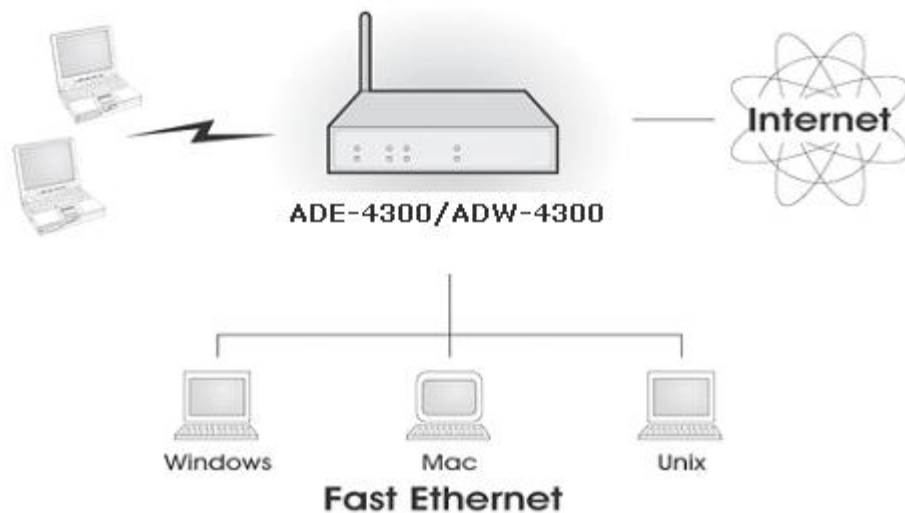 Internet
ADE-4300/ADW-4300
Windows
Mac
Unix
Fast Ethernet